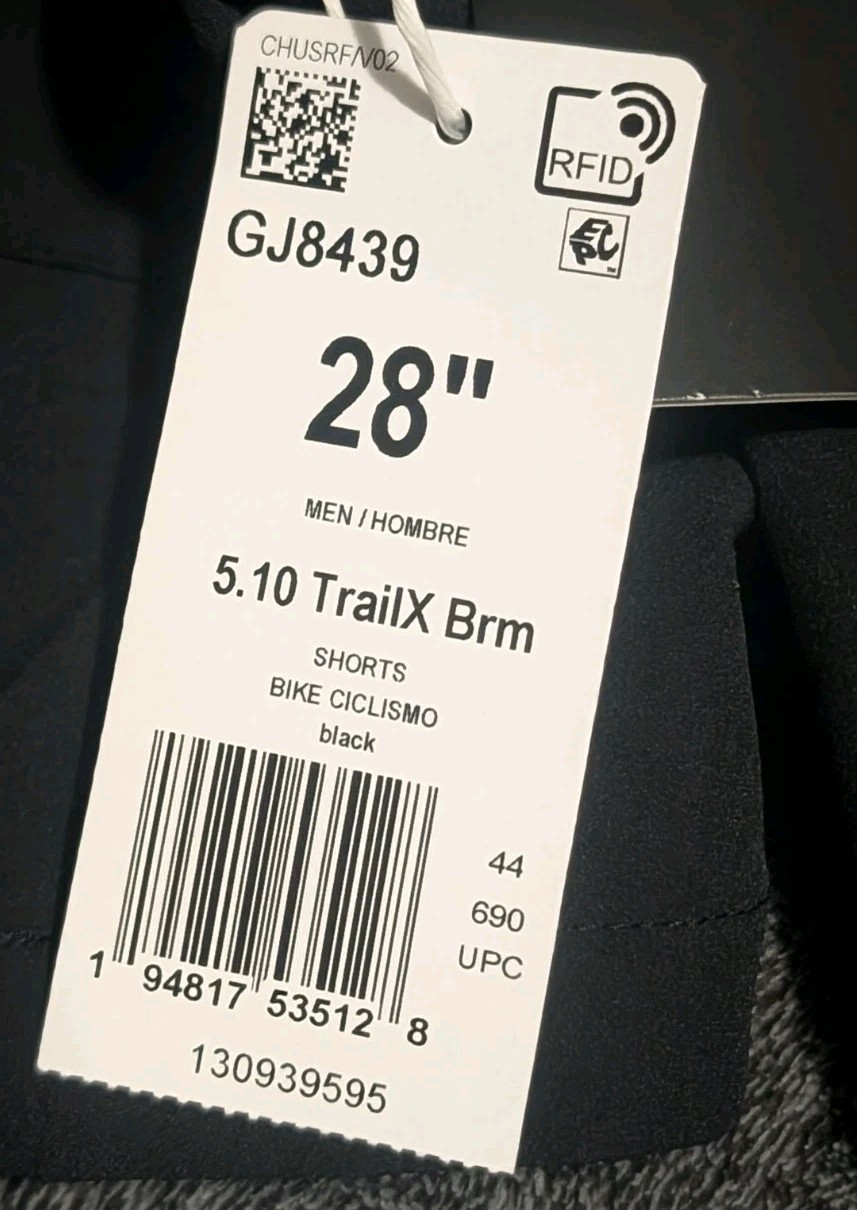 CHUSRF/V02
RFID
EPC
GJ8439
28"
MEN / HOMBRE
5.10 TrailX Brm
SHORTS
BIKE CICLISMO
black
44
690
UPC
1 94817 53512 8
130939595